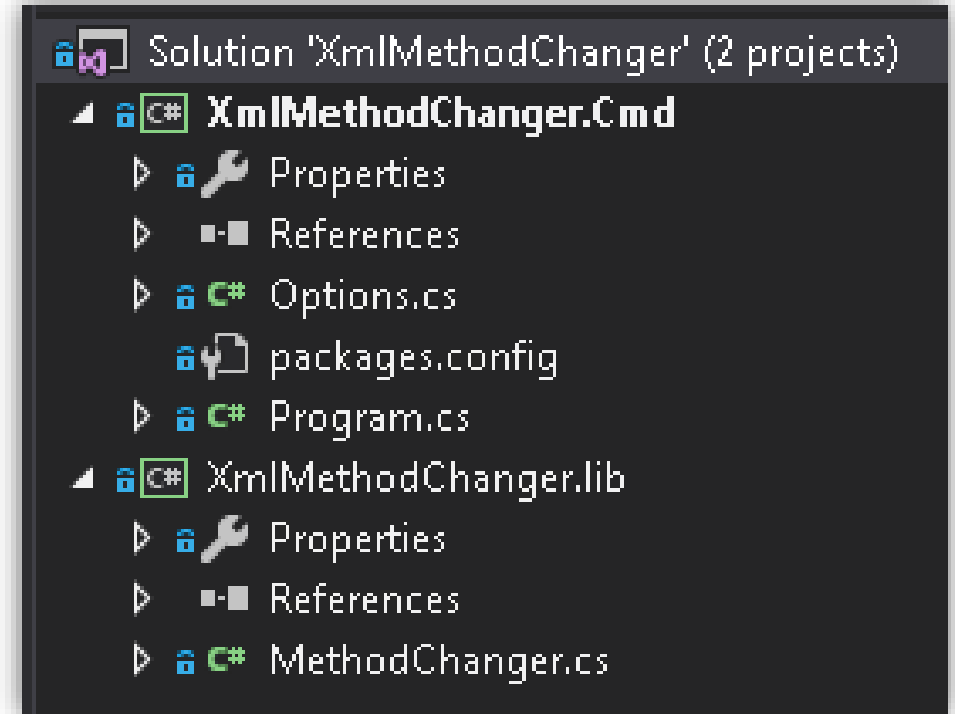 Solution 'XmlMethodChanger' (2 projects)
C# XmlMethodChanger.Cmd
Properties
References
C# Options.cs
packages.config
C# Program.cs
C# XmlMethodChanger.lib
Properties
References
C# MethodChanger.cs